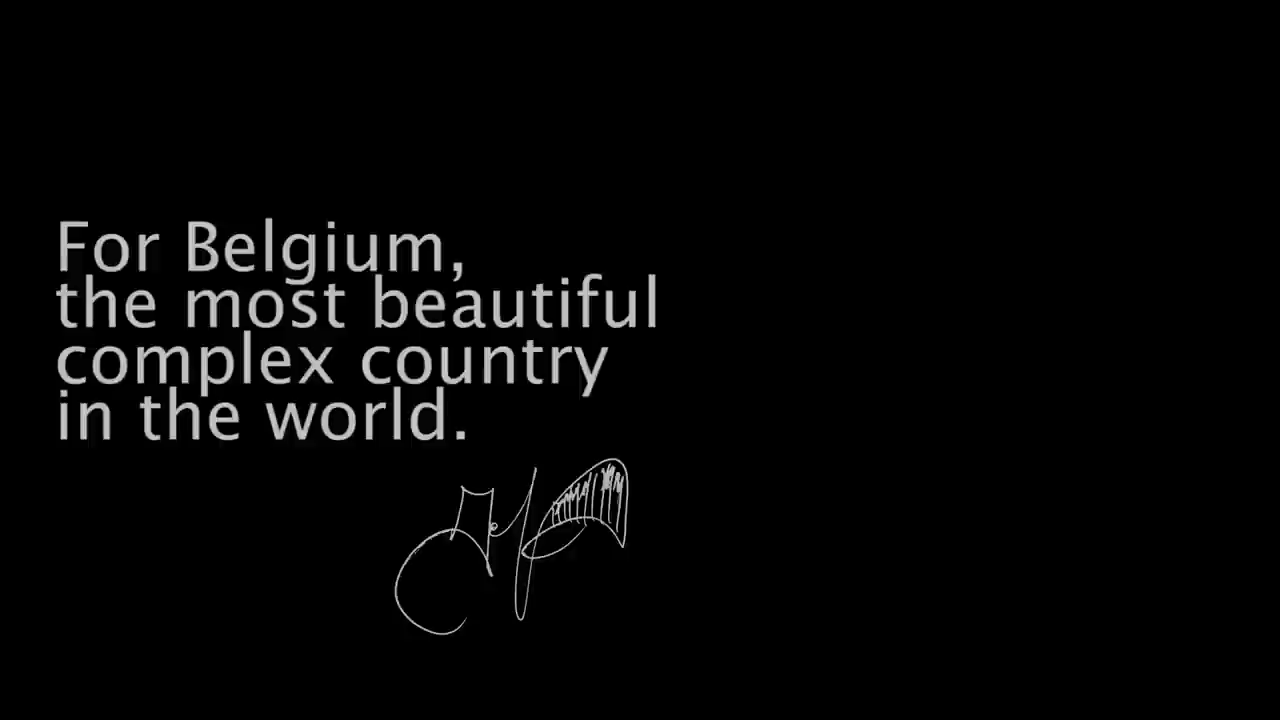 For Belgium,
the most beautiful
complex country
in the world.